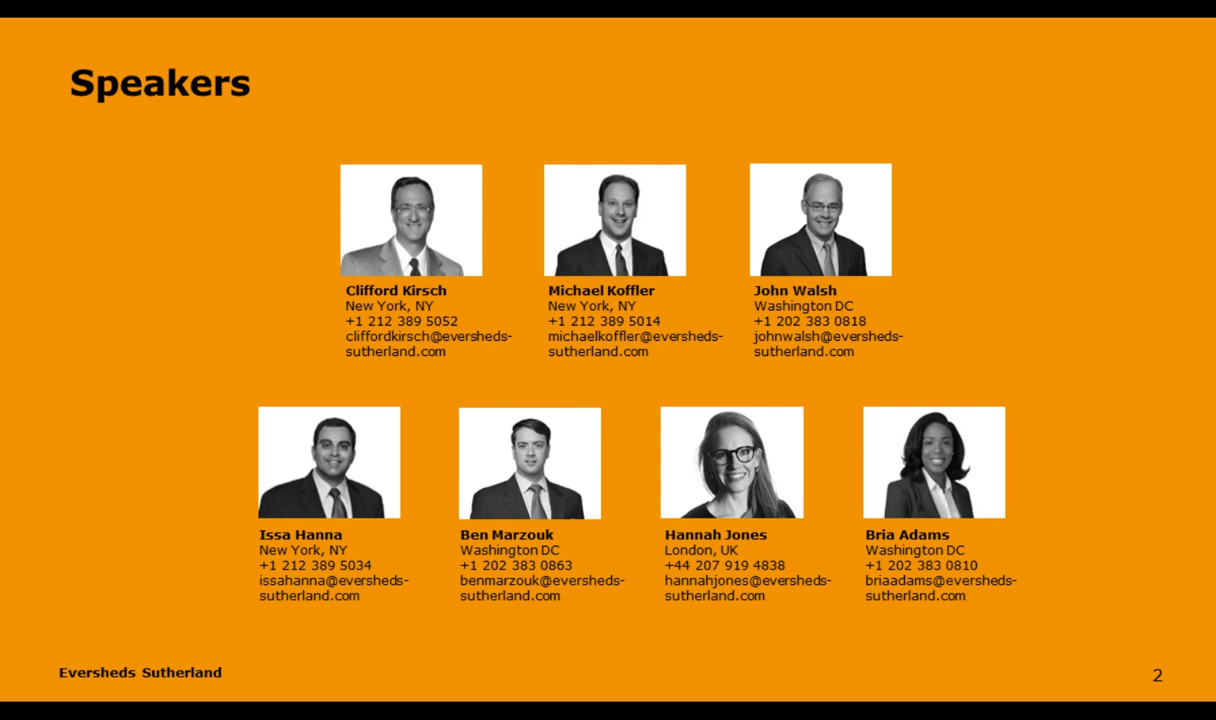 Speakers
Clifford Kirsch
New York, NY
+1 212 389 5052
cliffordkirsch@eversheds-
sutherland.com
Michael Koffler
New York, NY
+1 212 389 5014
michaelkoffler@eversheds-
sutherland.com
John Walsh
Washington DC
+1 202 383 0818
johnwalsh@eversheds-
sutherland.com
Issa Hanna
New York, NY
+1 212 389 5034
issahanna@eversheds-
sutherland.com
Ben Marzouk
Washington DC
+1 202 383 0863
benmarzouk@eversheds-
sutherland.com
Hannah Jones
London, UK
+44 207 919 4838
hannahjones@eversheds-
sutherland.com
Bria Adams
Washington DC
+1 202 383 0810
briaadams@eversheds-
sutherland.com
Eversheds Sutherland
2